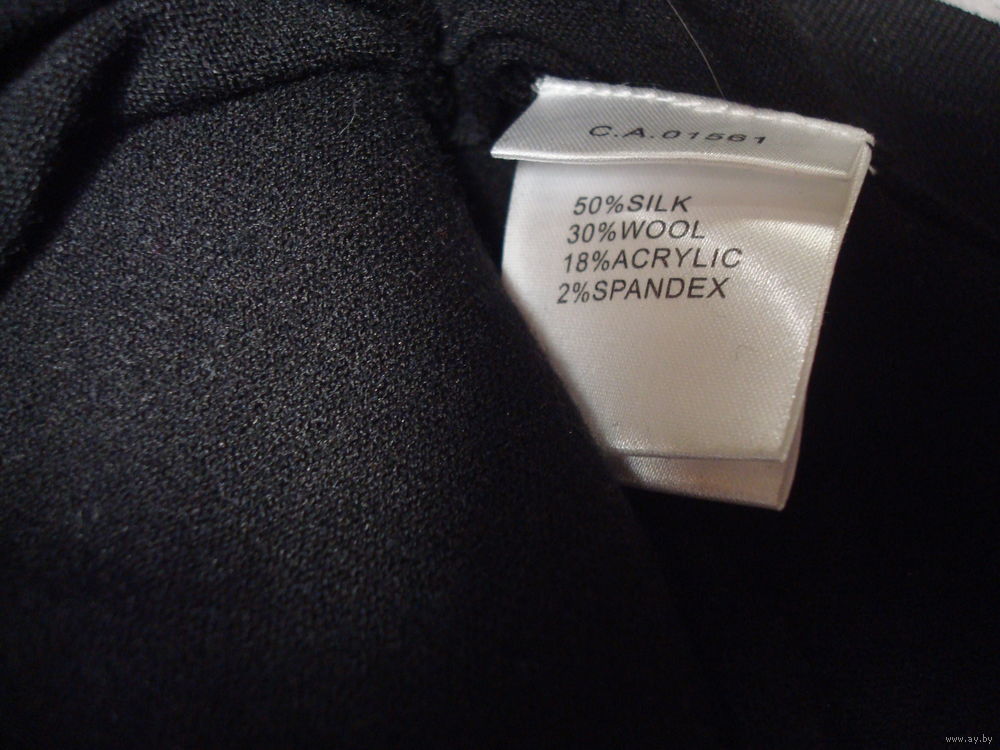 C.A.01561
50%SILK
30%WOOL
18%ACRYLIC
2%SPANDEX
www.ay.by